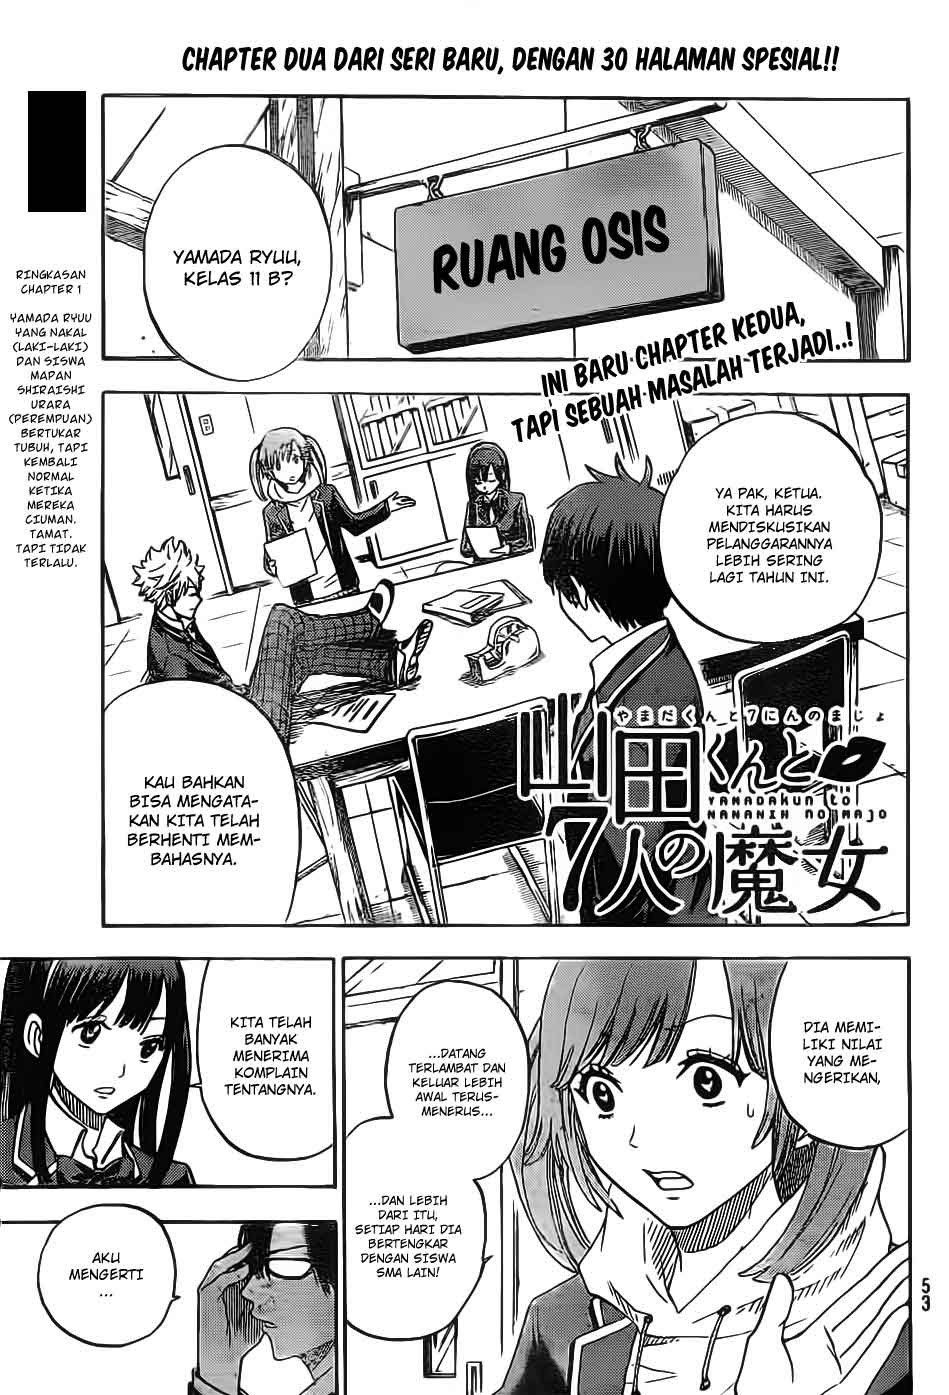 CHAPTER DUA DARI SERI BARU, DENGAN 30 HALAMAN SPESIAL!!
RINGKASAN
CHAPTER 1
YAMADA RYUU
YANG NAKAL
(LAKI-LAKI)
DAN SISWA
MAPAN
SHIRAISHI
URARA
(PEREMPUAN)
BERTUKAR
TUBUH, TAPI
KEMBALI
NORMAL
KETIKA
MEREKA
CIUMAN.
TAMAT.
TAPI TIDAK
TERLALU.
YAMADA RYUU,
KELAS 11 B?
RUANG OSIS
INI BARU CHAPTER KEDUA,
TAPI SEBUAH MASALAH TERJADI..!
YA PAK, KETUA.
KITA HARUS
MENDISKUSIKAN
PELANGGARANNYA
LEBIH SERING
LAGI TAHUN INI.
KAU BAHKAN
BISA MENGATA-
KAN KITA TELAH
BERHENTI MEM-
BAHASNYA.
やまだくんと7にんのまじょ
山田くんと
YAMADAKUN to
NANANIN no MAJO
7人の魔女
DIA MEMI-
LIKI NILAI
YANG ME-
NGERIKAN,
...DATANG
TERLAMBAT DAN
KELUAR LEBIH
AWAL TERUS-
MENERUS...
...DAN LEBIH
DARI ITU,
SETIAP HARI DIA
BERTENGKAR
DENGAN SISWA
SMA LAIN!
KITA TELAH
BANYAK
MENERIMA
KOMPLAIN
TENTANGNYA.
AKU
MENGERTI
...
53